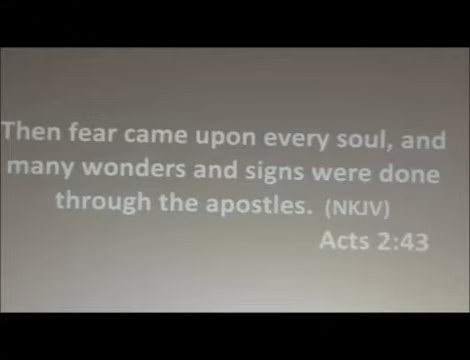 Then fear came upon every soul, and
many wonders and signs were done
through the apostles. (NKJV)
Acts 2:43